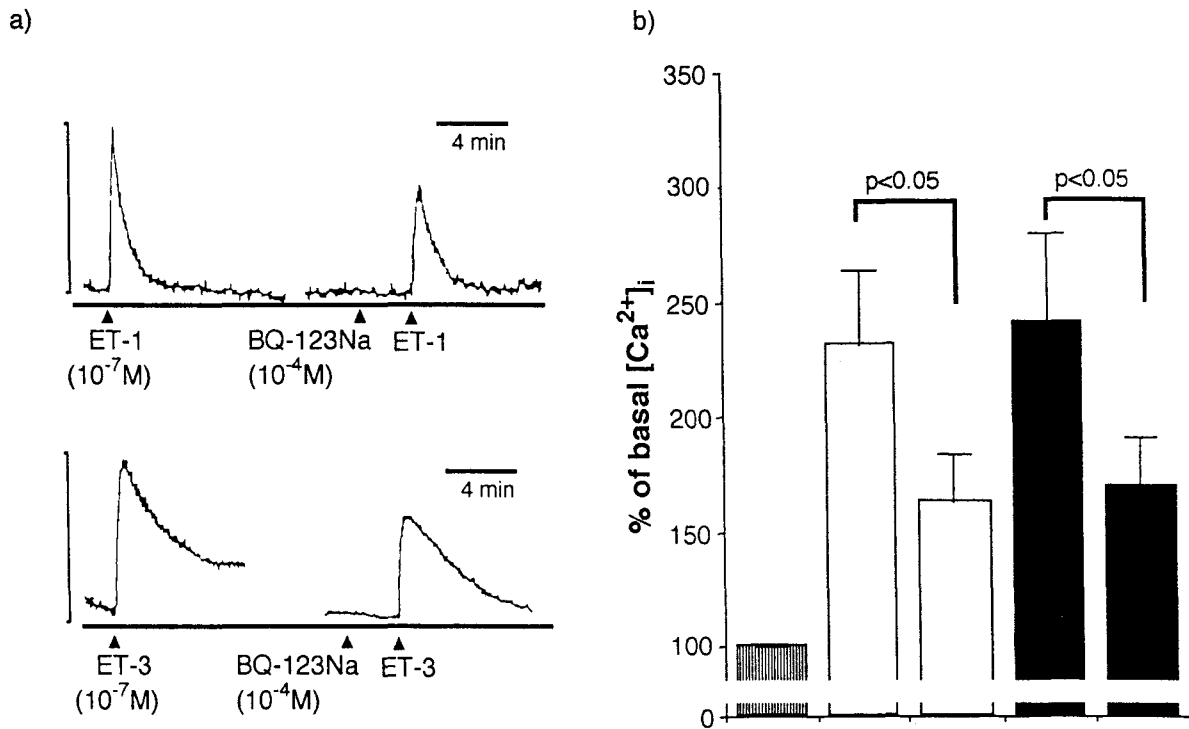 a)
4 min
ET-1
(10⁻⁷M)
BQ-123Na
(10⁻⁴M)
ET-1
4 min
ET-3
(10⁻⁷M)
BQ-123Na
(10⁻⁴M)
ET-3
b)
% of basal [Ca²⁺]i
350
300
250
200
150
100
0
p<0.05
p<0.05